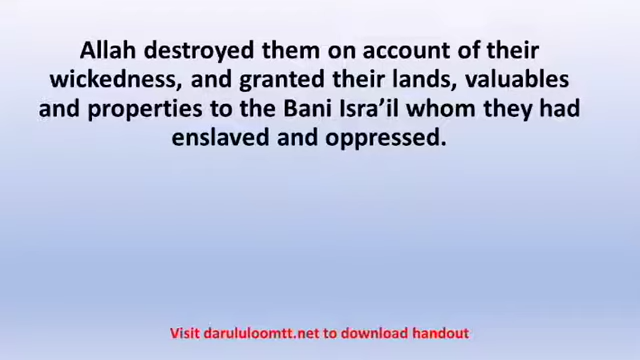 Allah destroyed them on account of their
wickedness, and granted their lands, valuables
and properties to the Bani Isra’il whom they had
enslaved and oppressed.
Visit darululoomtt.net to download handout